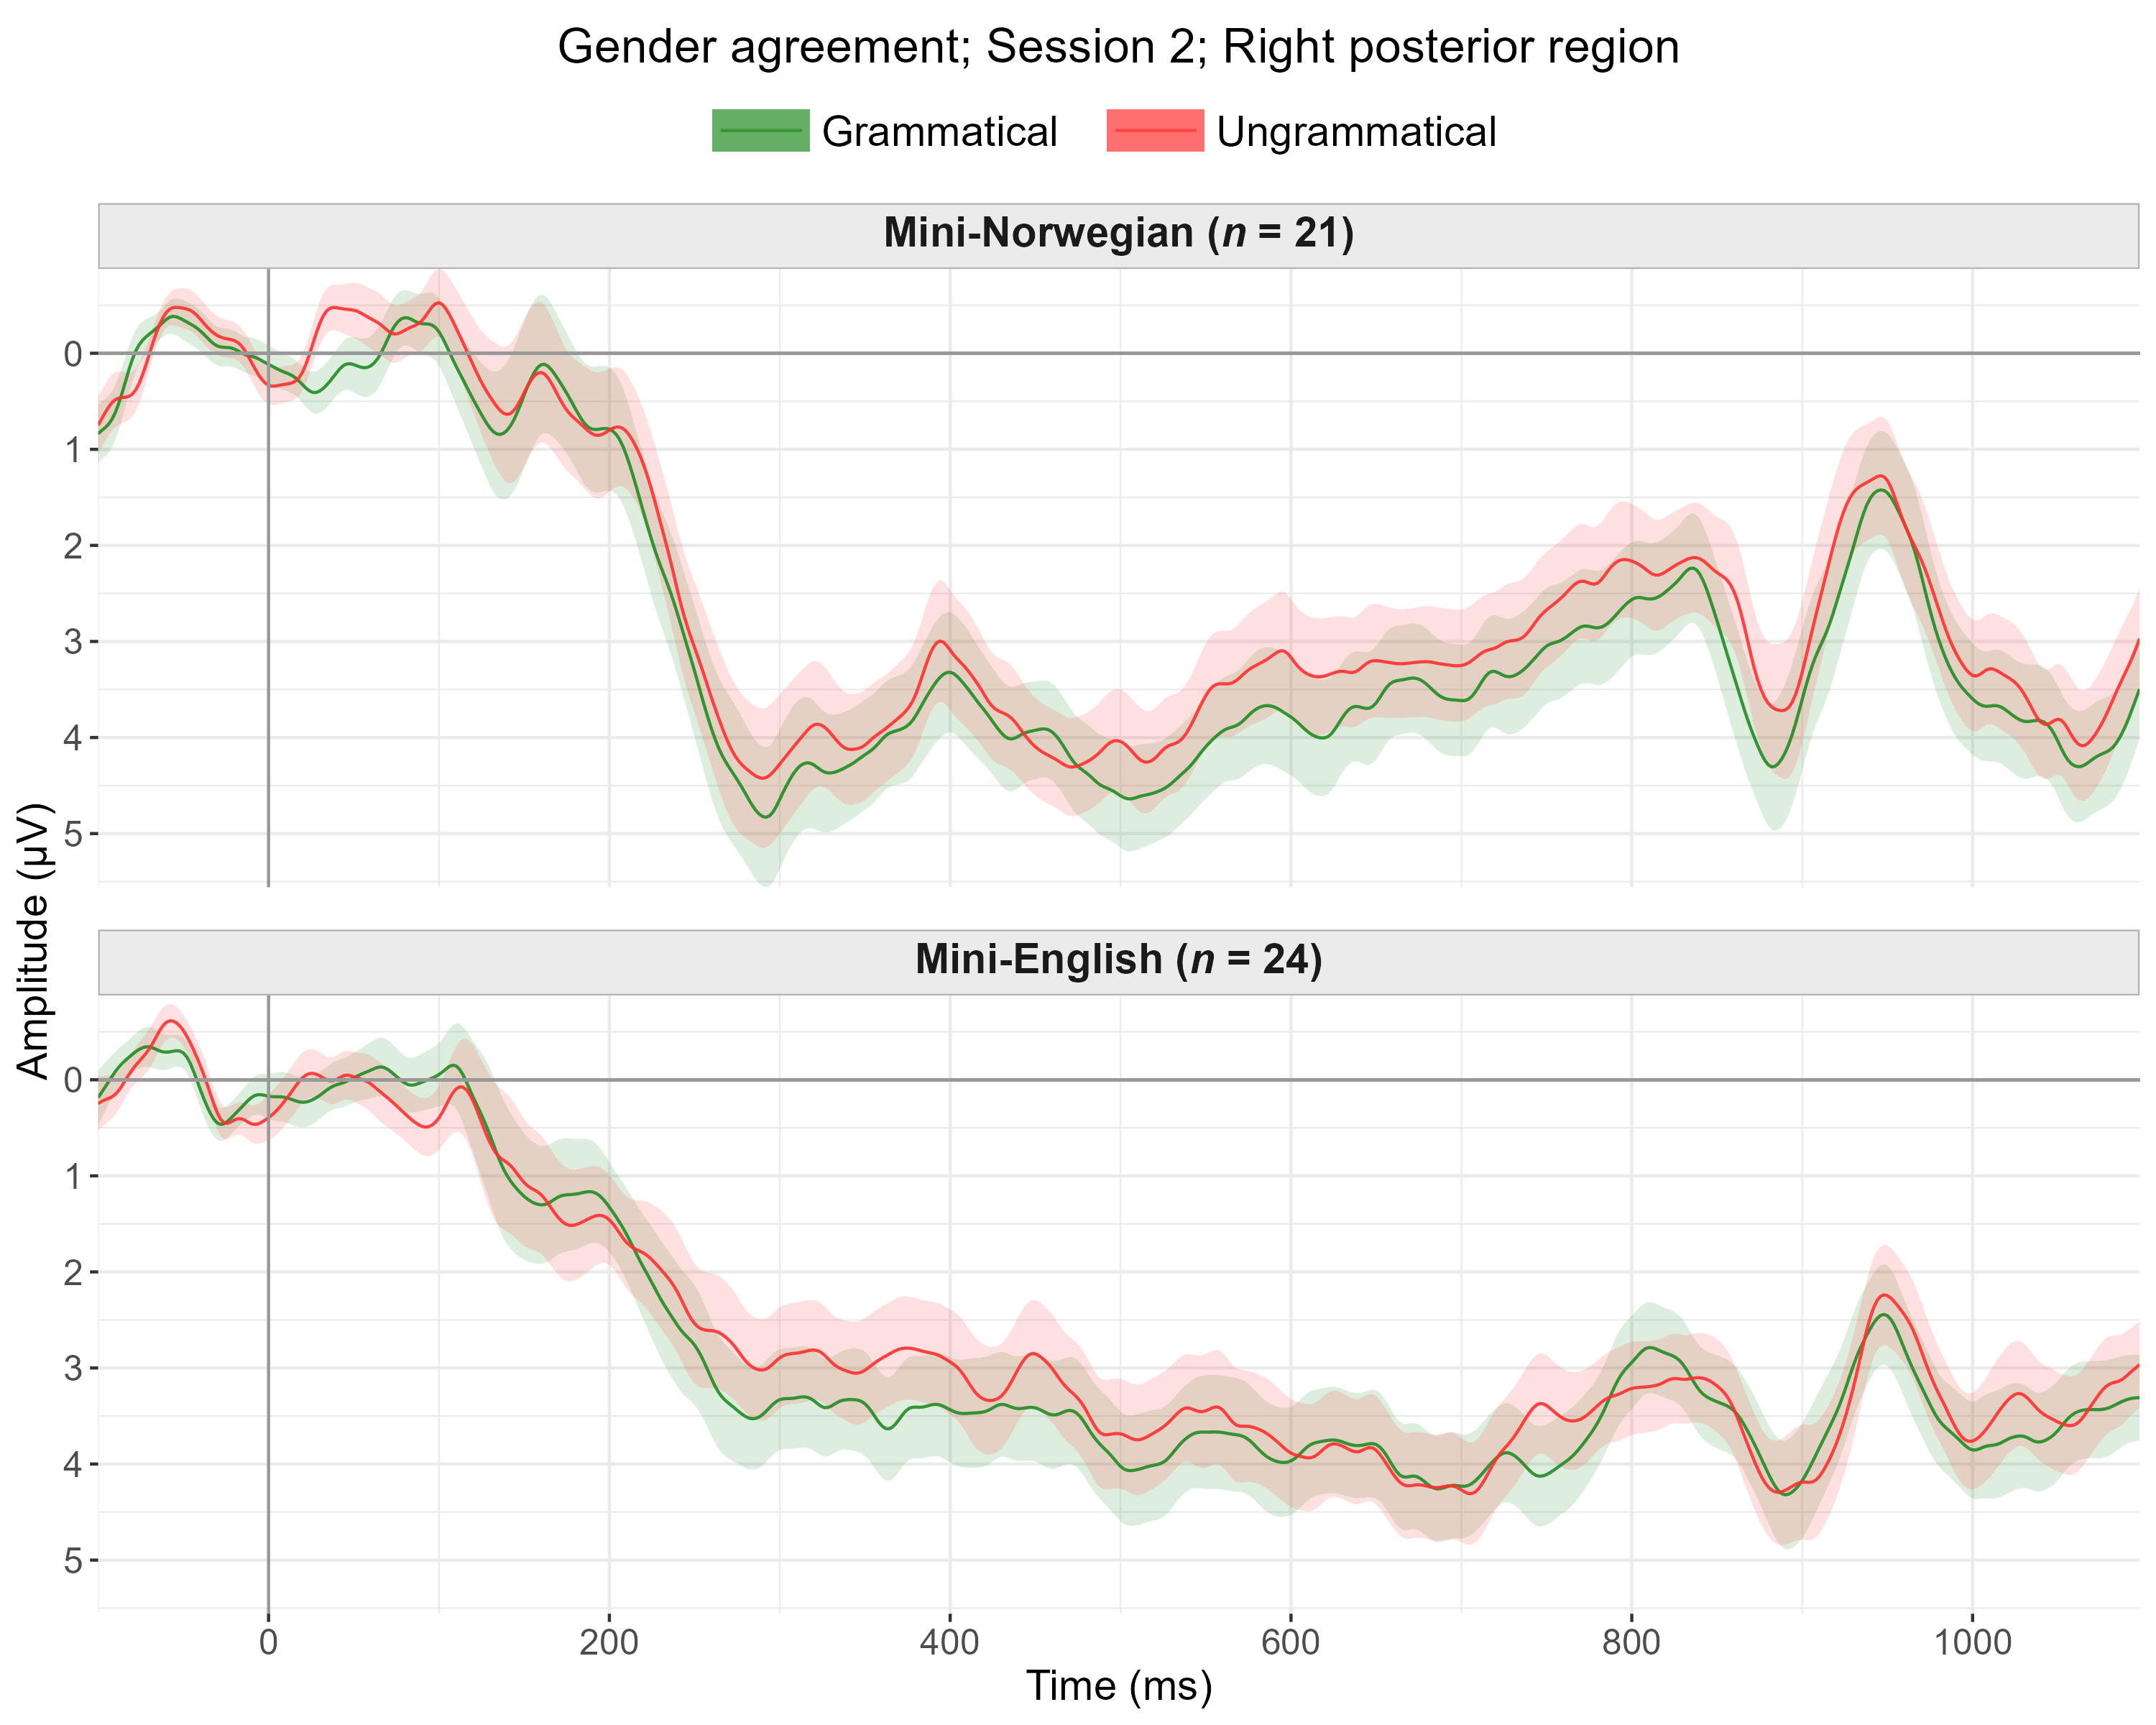 Gender agreement; Session 2; Right posterior region
Grammatical
Ungrammatical
Mini-Norwegian (n = 21)
0
1
2
3
4
5
Amplitude (µV)
Mini-English (n = 24)
0
1
2
3
4
5
0 200 400 600 800 1000
Time (ms)